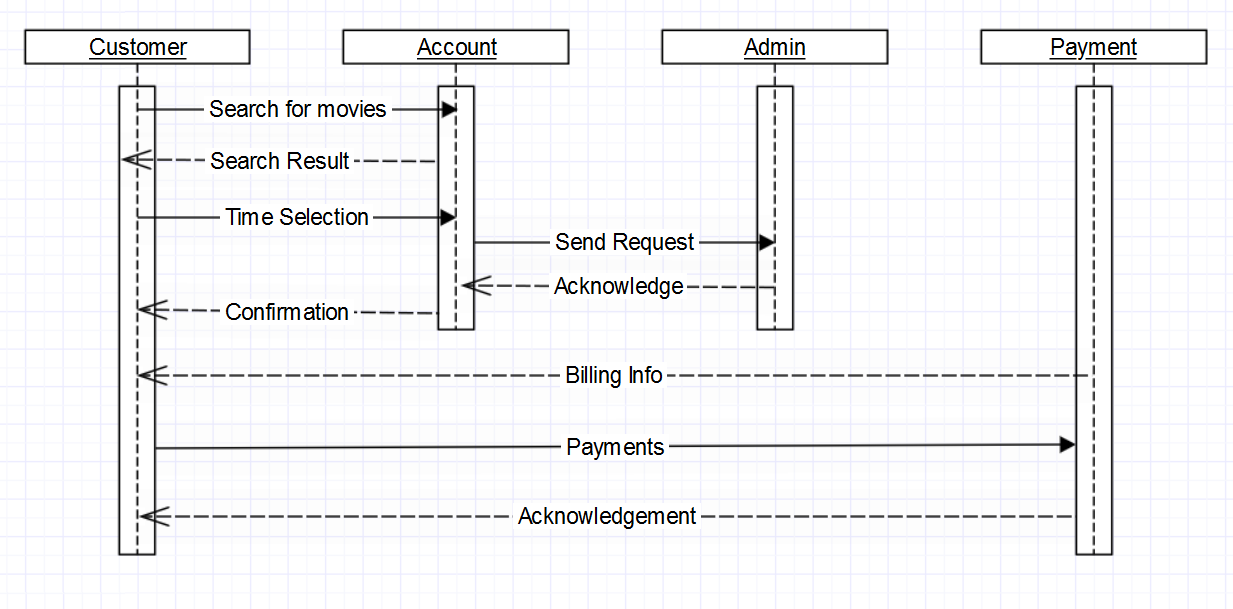 Customer
Account
Admin
Payment
Search for movies
Search Result
Time Selection
Send Request
Acknowledge
Confirmation
Billing Info
Payments
Acknowledgement